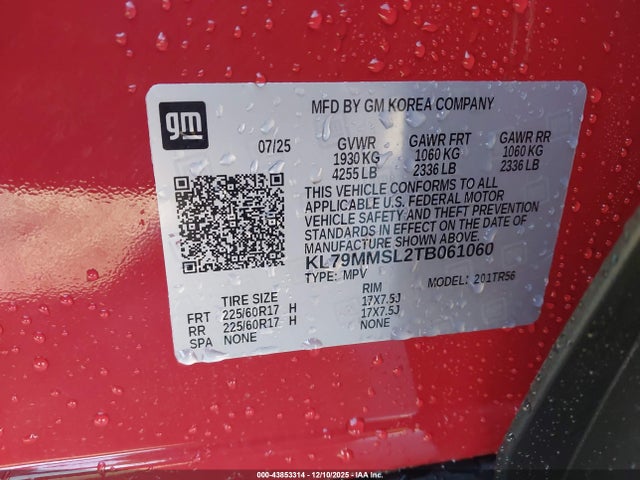 MFD BY GM KOREA COMPANY
gm
07/25 GVWR GAWR FRT GAWR RR
1930 KG 1060 KG 1060 KG
4255 LB 2336 LB 2336 LB
THIS VEHICLE CONFORMS TO ALL
APPLICABLE U.S. FEDERAL MOTOR
VEHICLE SAFETY AND THEFT PREVENTION
STANDARDS IN EFFECT ON THE DATE OF
MANUFACTURE SHOWN ABOVE.
KL79MMSL2TB061060
TYPE: MPV MODEL: 201TR56
TIRE SIZE RIM
FRT 225/60R17 H 17X7.5J
RR 225/60R17 H 17X7.5J
SPA NONE NONE
000-43853314 - 12/10/2025 - IAA Inc.